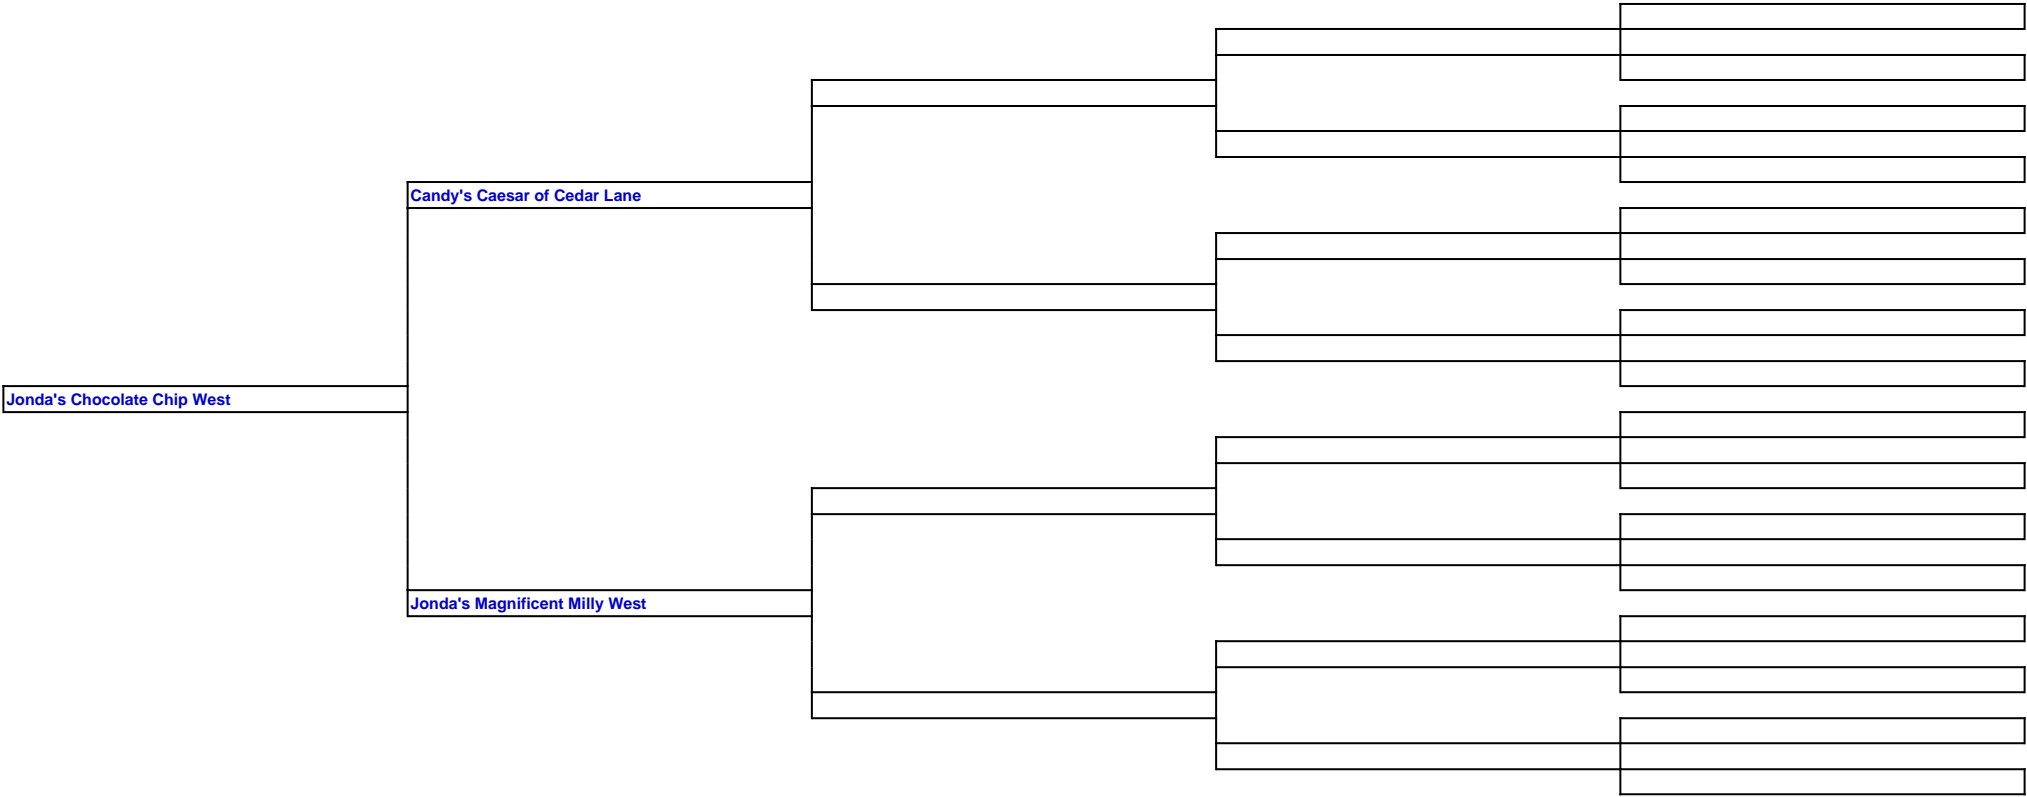 Candy's Caesar of Cedar Lane
Jonda's Chocolate Chip West
Jonda's Magnificent Milly West